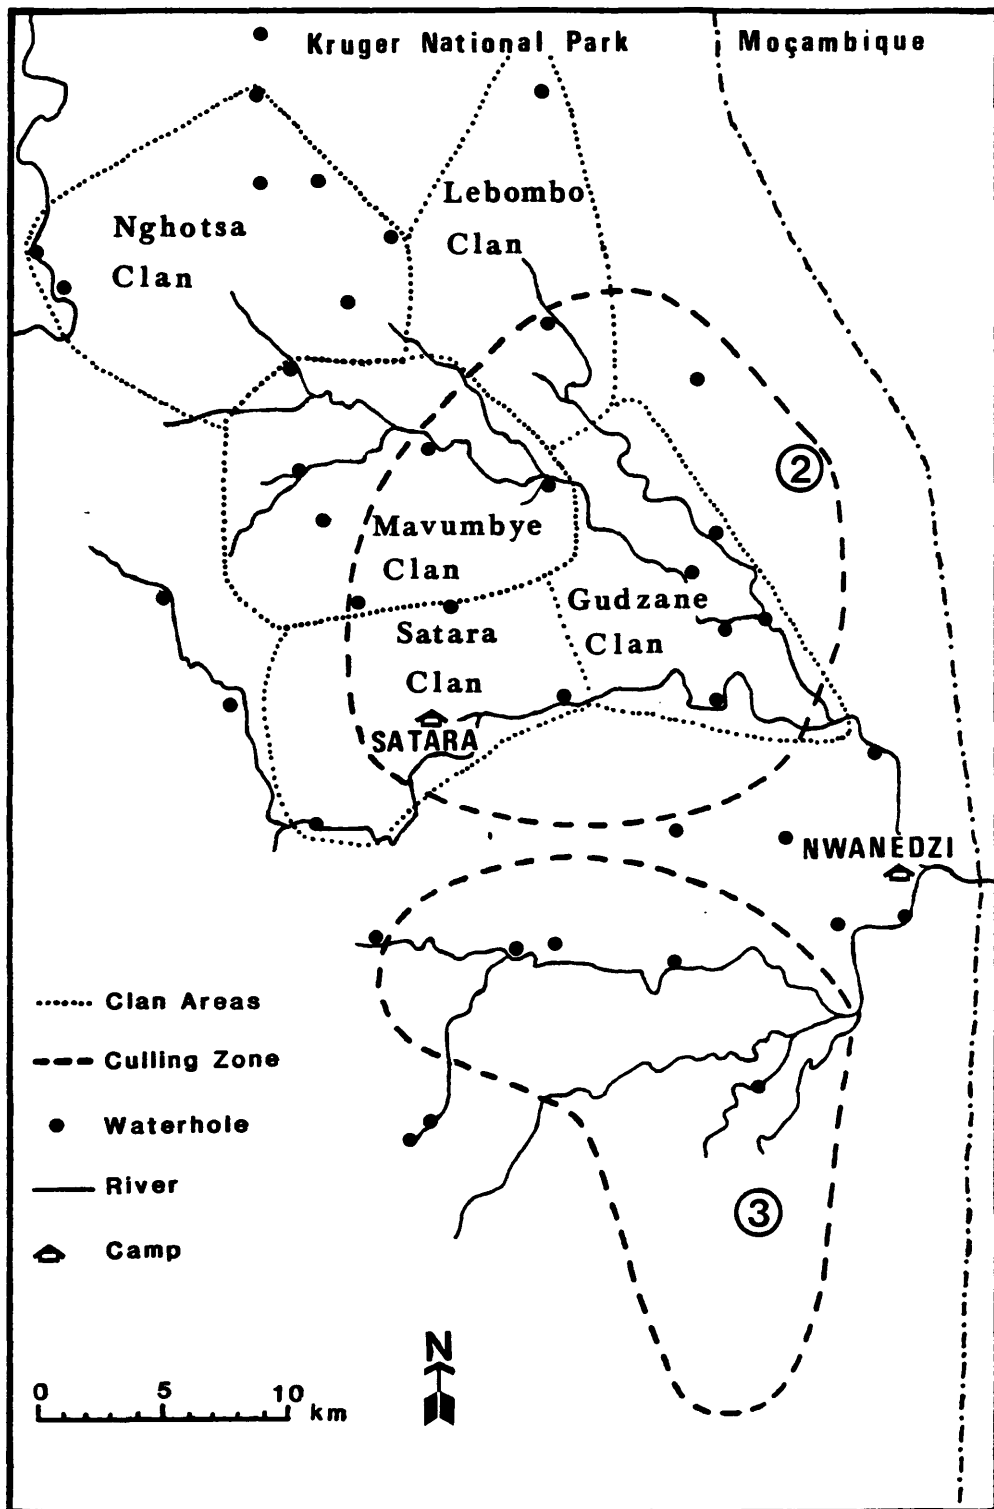 Kruger National Park
Moçambique
Lebombo
Clan
Nghotsa
Clan
2
Mavumbye
Clan
Gudzane
Clan
Satara
Clan
SATARA
NWANEDZI
Clan Areas
Culling Zone
Waterhole
River
Camp
3
N
0 5 10
km